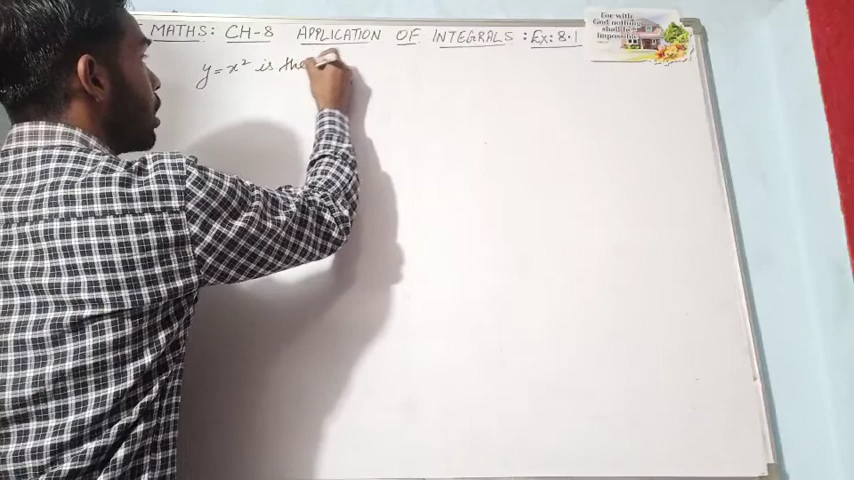 MATHS: CH-8 APPLICATION OF INTEGRALS : Ex: 8.1
For with
God nothing
shall be
impossible
y = x² is the